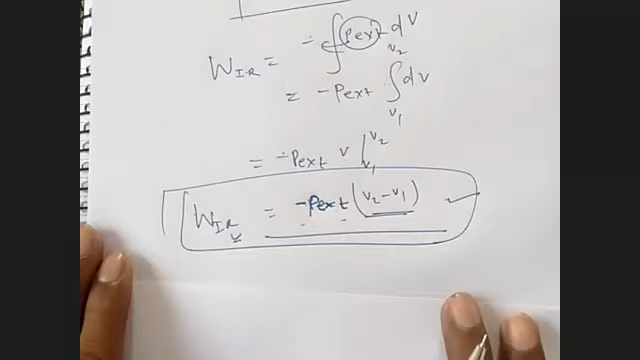 W_IR = -∫ Pext dV
= -Pext ∫_{V1}^{V2} dV
= -Pext V |_{V1}^{V2}
W_IR = -Pext (V2-V1)